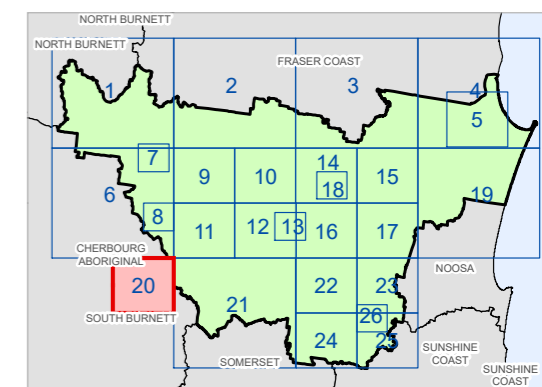 NORTH BURNETT
NORTH BURNETT
FRASER COAST
1
2
3
4
5
7
9
10
14
15
18
6
19
8
11
12
13
16
17
CHERBOURG
ABORIGINAL
NOOSA
20
22
23
SOUTH BURNETT
21
26
24
25
SOMERSET
SUNSHINE
COAST
SUNSHINE
COAST